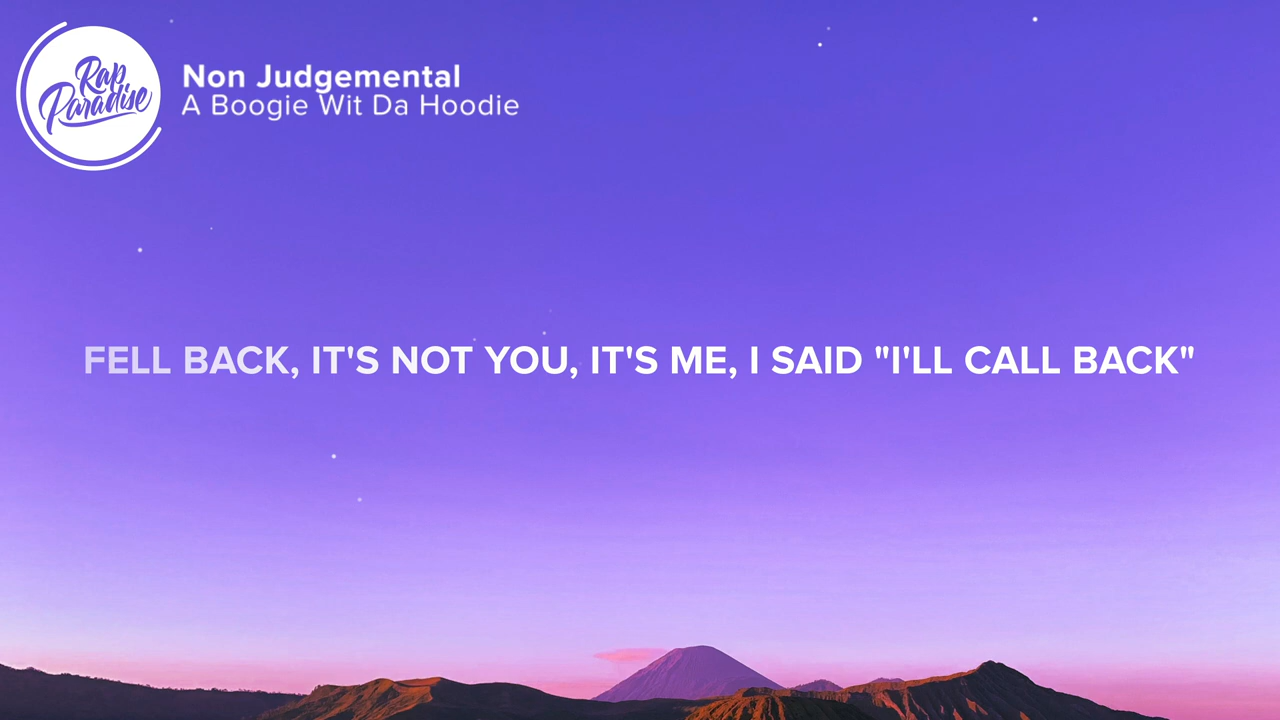 Rap
Paradise
Non Judgemental
A Boogie Wit Da Hoodie
FELL BACK, IT'S NOT YOU, IT'S ME, I SAID "I'LL CALL BACK"